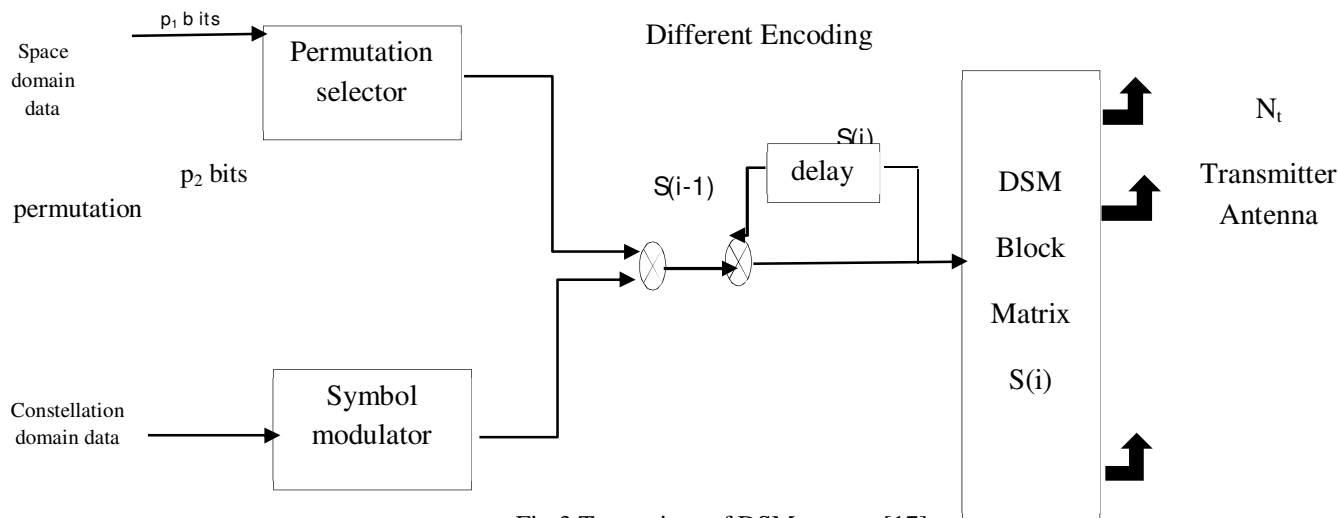 p₁ b its
Space
domain
data
Permutation
selector
Different Encoding
p₂ bits
permutation
S(i)
S(i-1)
delay
DSM
Block
Matrix
S(i)
Nₜ
Transmitter
Antenna
Constellation
domain data
Symbol
modulator